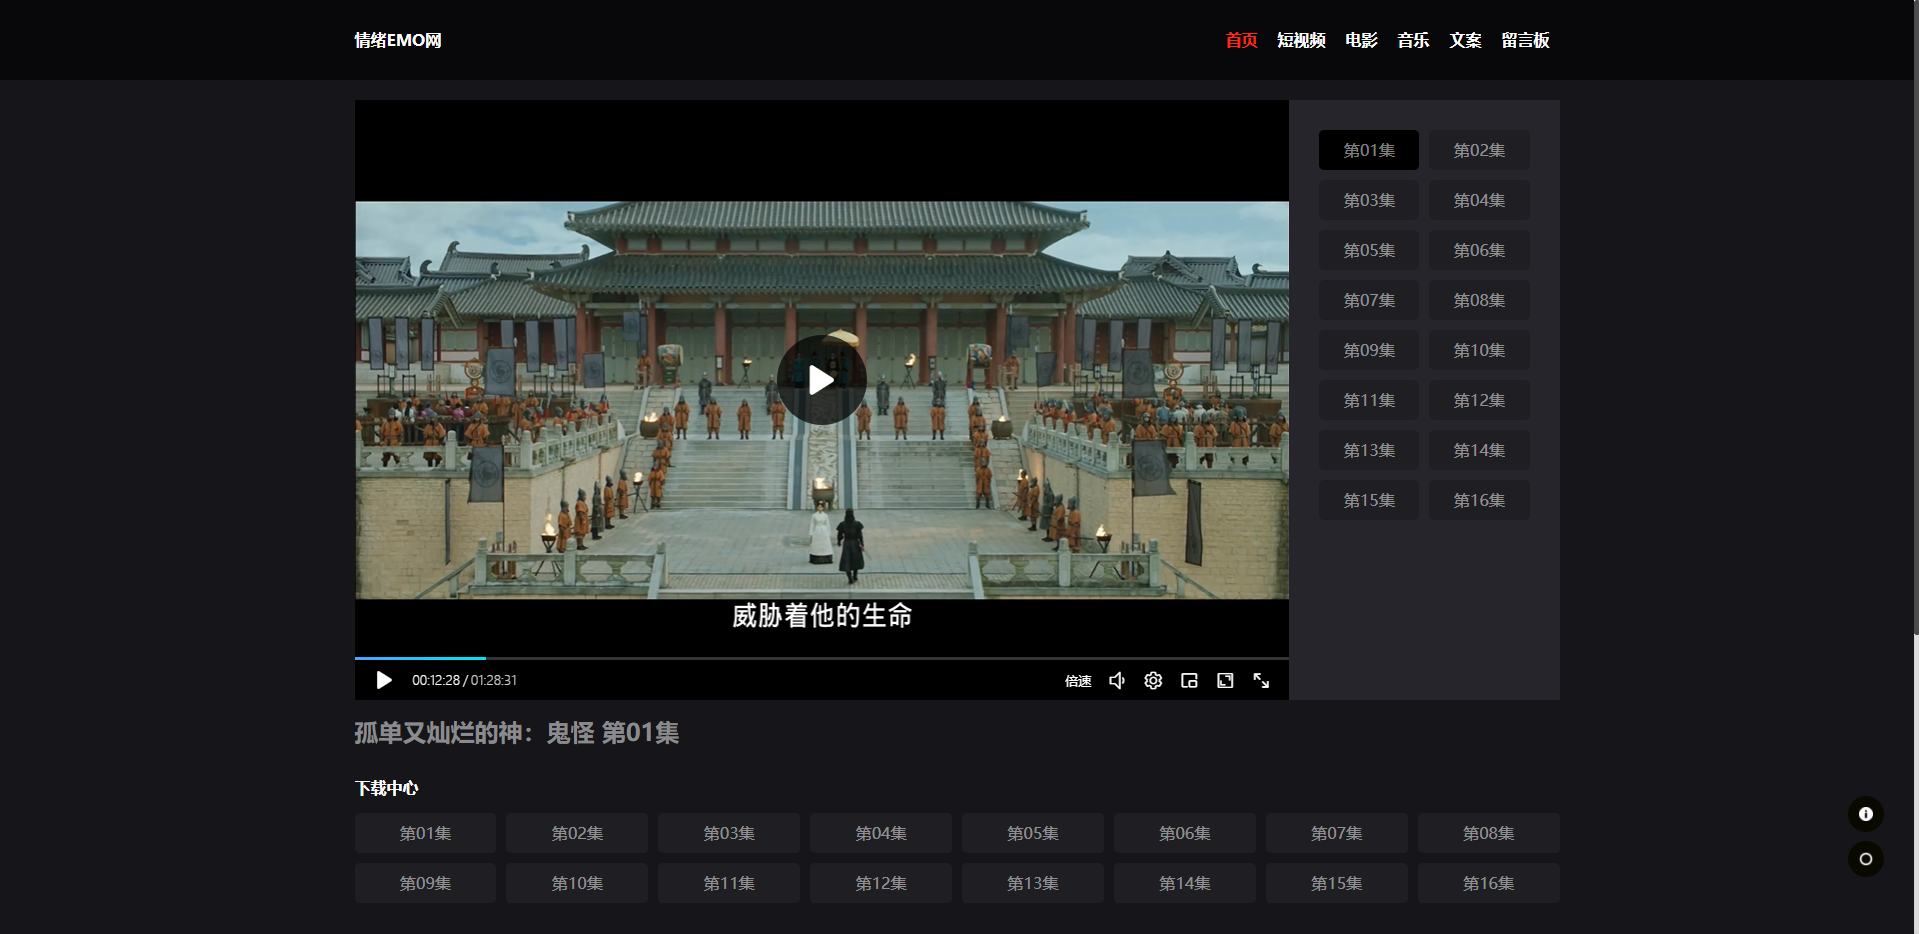 情绪EMO网
首页 短视频 电影 音乐 文案 留言板
第01集 第02集
第03集 第04集
第05集 第06集
第07集 第08集
第09集 第10集
第11集 第12集
第13集 第14集
第15集 第16集
威胁着他的生命
00:12:28 / 01:28:31
倍速
孤单又灿烂的神：鬼怪 第01集
下载中心
第01集 第02集 第03集 第04集 第05集 第06集 第07集 第08集
第09集 第10集 第11集 第12集 第13集 第14集 第15集 第16集